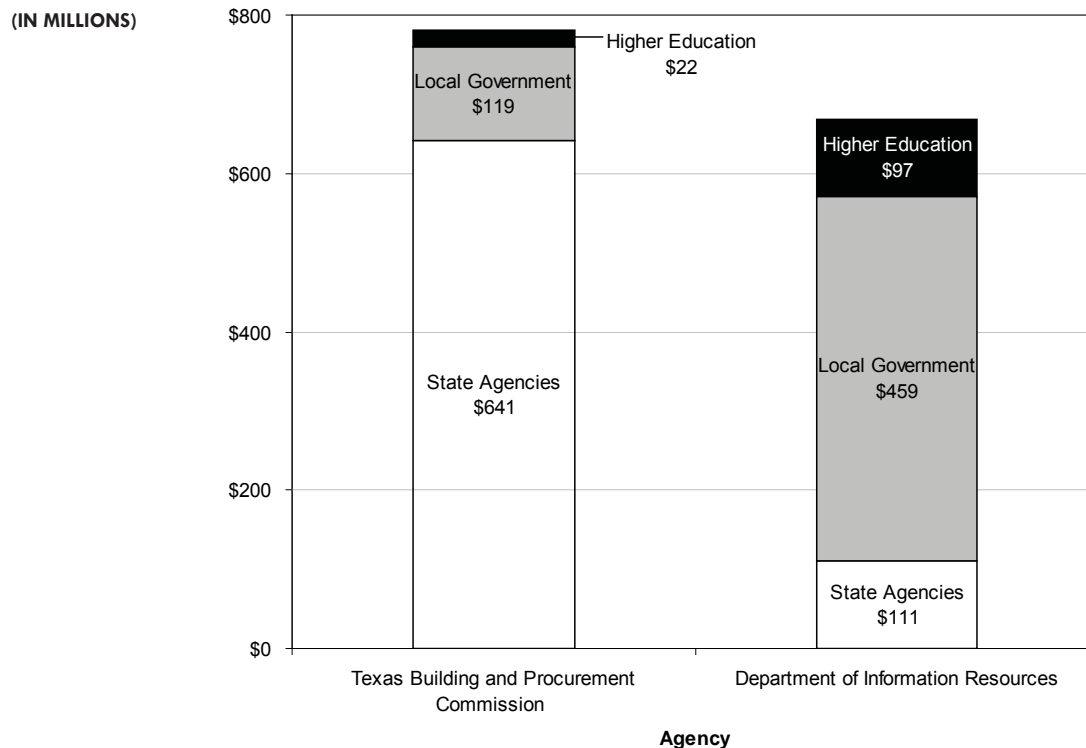 (IN MILLIONS)
$800
$600
$400
$200
$0
Higher Education
$22
Local Government
$119
State Agencies
$641
Higher Education
$97
Local Government
$459
State Agencies
$111
Texas Building and Procurement
Commission
Department of Information Resources
Agency